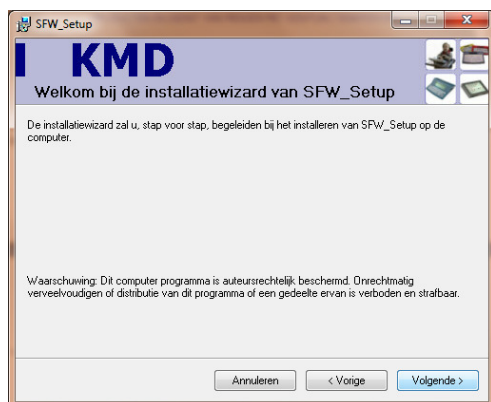 SFW_Setup
KMD
Welkom bij de installatiewizard van SFW_Setup
De installatiewizard zal u, stap voor stap, begeleiden bij het installeren van SFW_Setup op de
computer.
Waarschuwing: Dit computer programma is auteursrechtelijk beschermd. Onrechtmatig
verveelvoudigen of distributie van dit programma of een gedeelte ervan is verboden en strafbaar.
Annuleren
< Vorige
Volgende >